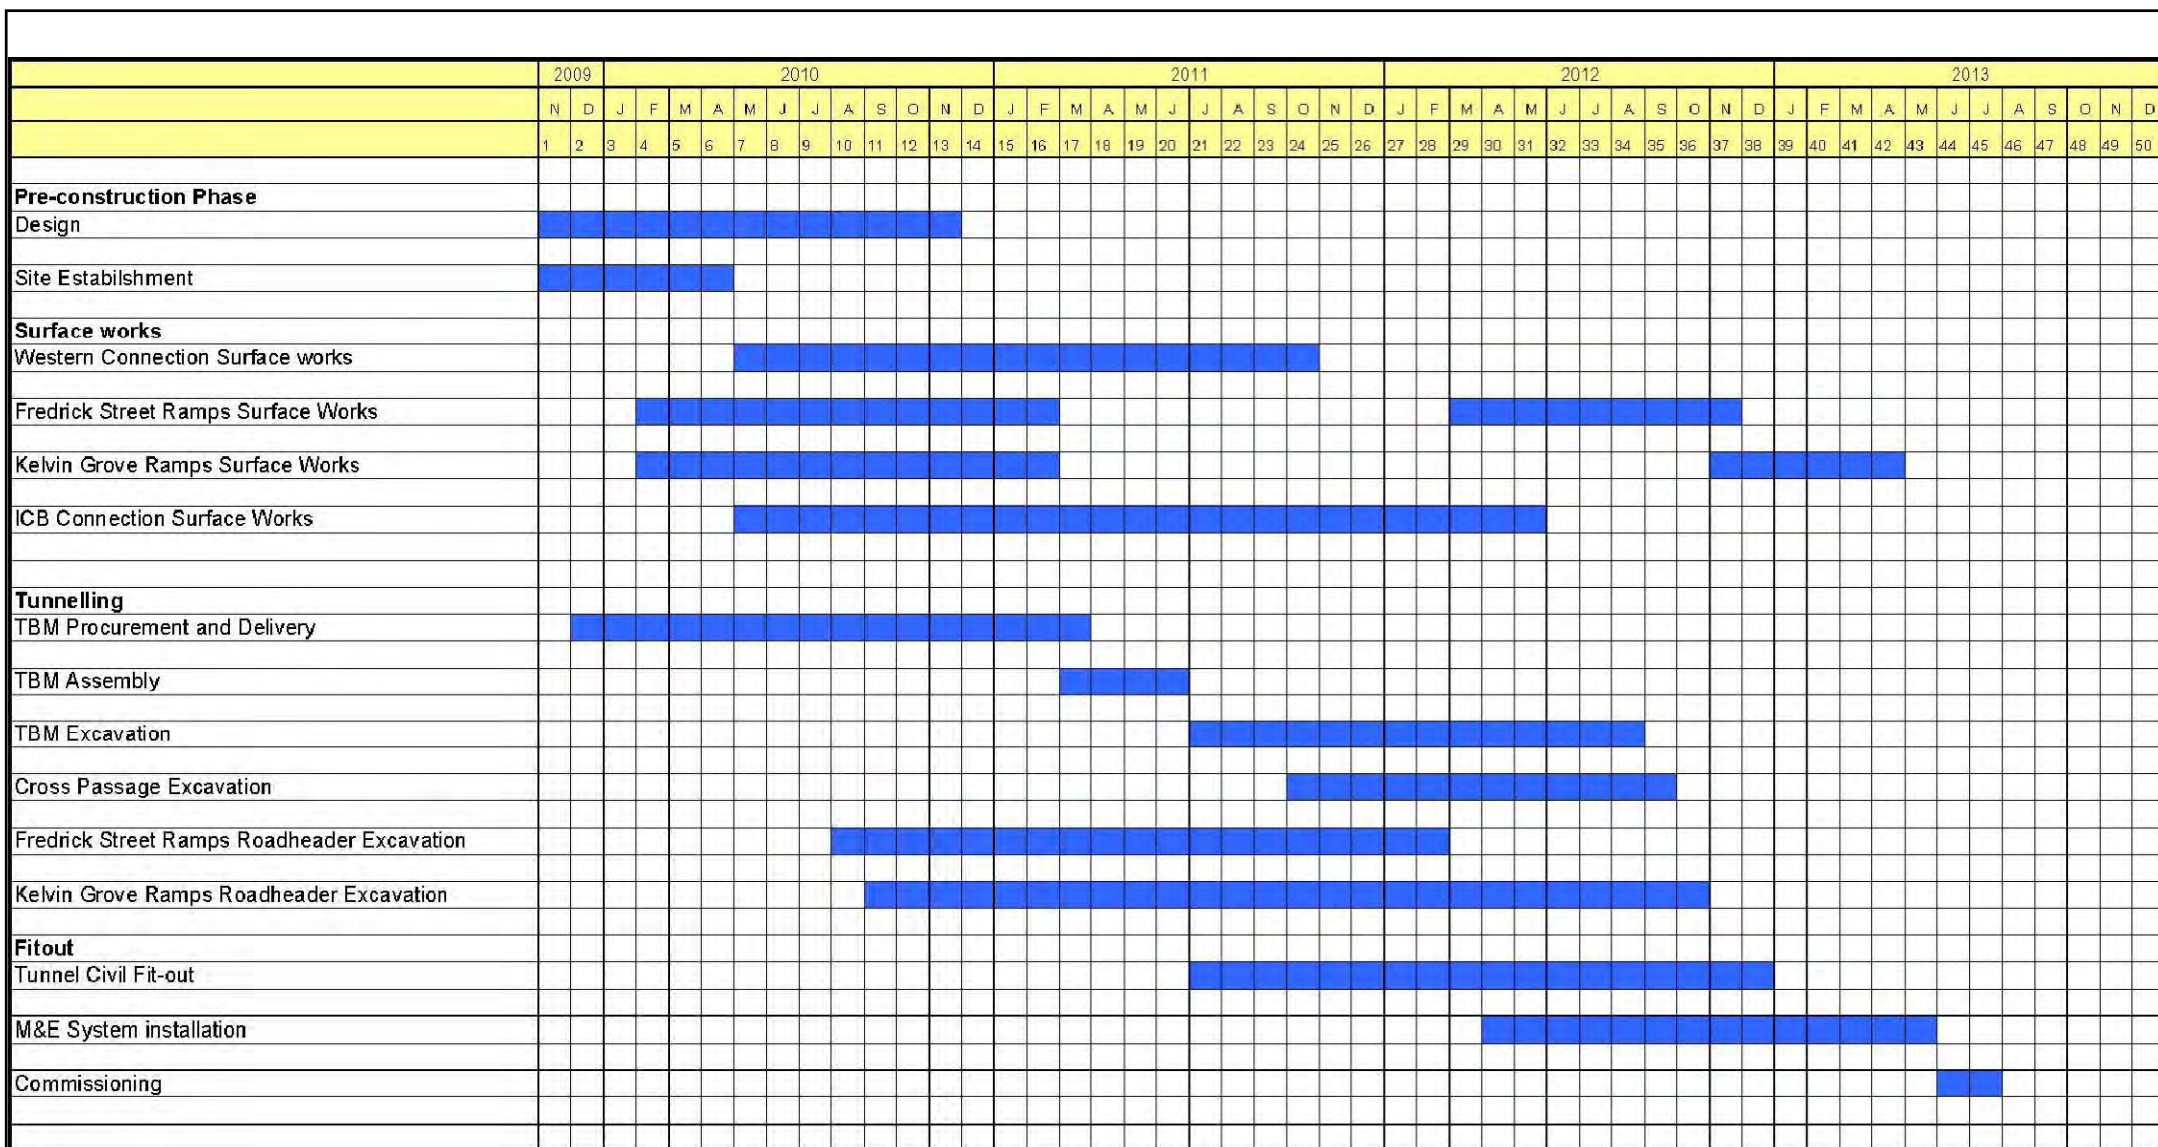 2009 2010 2011 2012 2013
N D J F M A M J J A S O N D J F M A M J J A S O N D J F M A M J J A S O N D J F M A M J J A S O N D
1 2 3 4 5 6 7 8 9 10 11 12 13 14 15 16 17 18 19 20 21 22 23 24 25 26 27 28 29 30 31 32 33 34 35 36 37 38 39 40 41 42 43 44 45 46 47 48 49 50
Pre-construction Phase
Design
Site Estabilshment
Surface works
Western Connection Surface works
Fredrick Street Ramps Surface Works
Kelvin Grove Ramps Surface Works
ICB Connection Surface Works
Tunnelling
TBM Procurement and Delivery
TBM Assembly
TBM Excavation
Cross Passage Excavation
Fredrick Street Ramps Roadheader Excavation
Kelvin Grove Ramps Roadheader Excavation
Fitout
Tunnel Civil Fit-out
M&E System installation
Commissioning